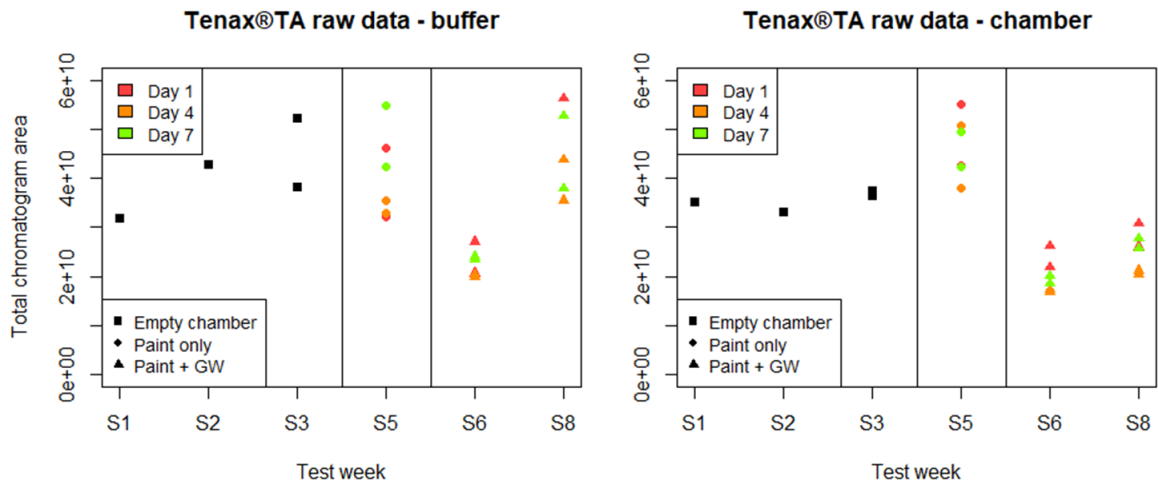 Tenax®TA raw data - buffer
Total chromatogram area
0e+00
2e+10
4e+10
6e+10
Day 1
Day 4
Day 7
Empty chamber
Paint only
Paint + GW
S1 S2 S3 S5 S6 S8
Test week
Tenax®TA raw data - chamber
0e+00
2e+10
4e+10
6e+10
Day 1
Day 4
Day 7
Empty chamber
Paint only
Paint + GW
S1 S2 S3 S5 S6 S8
Test week